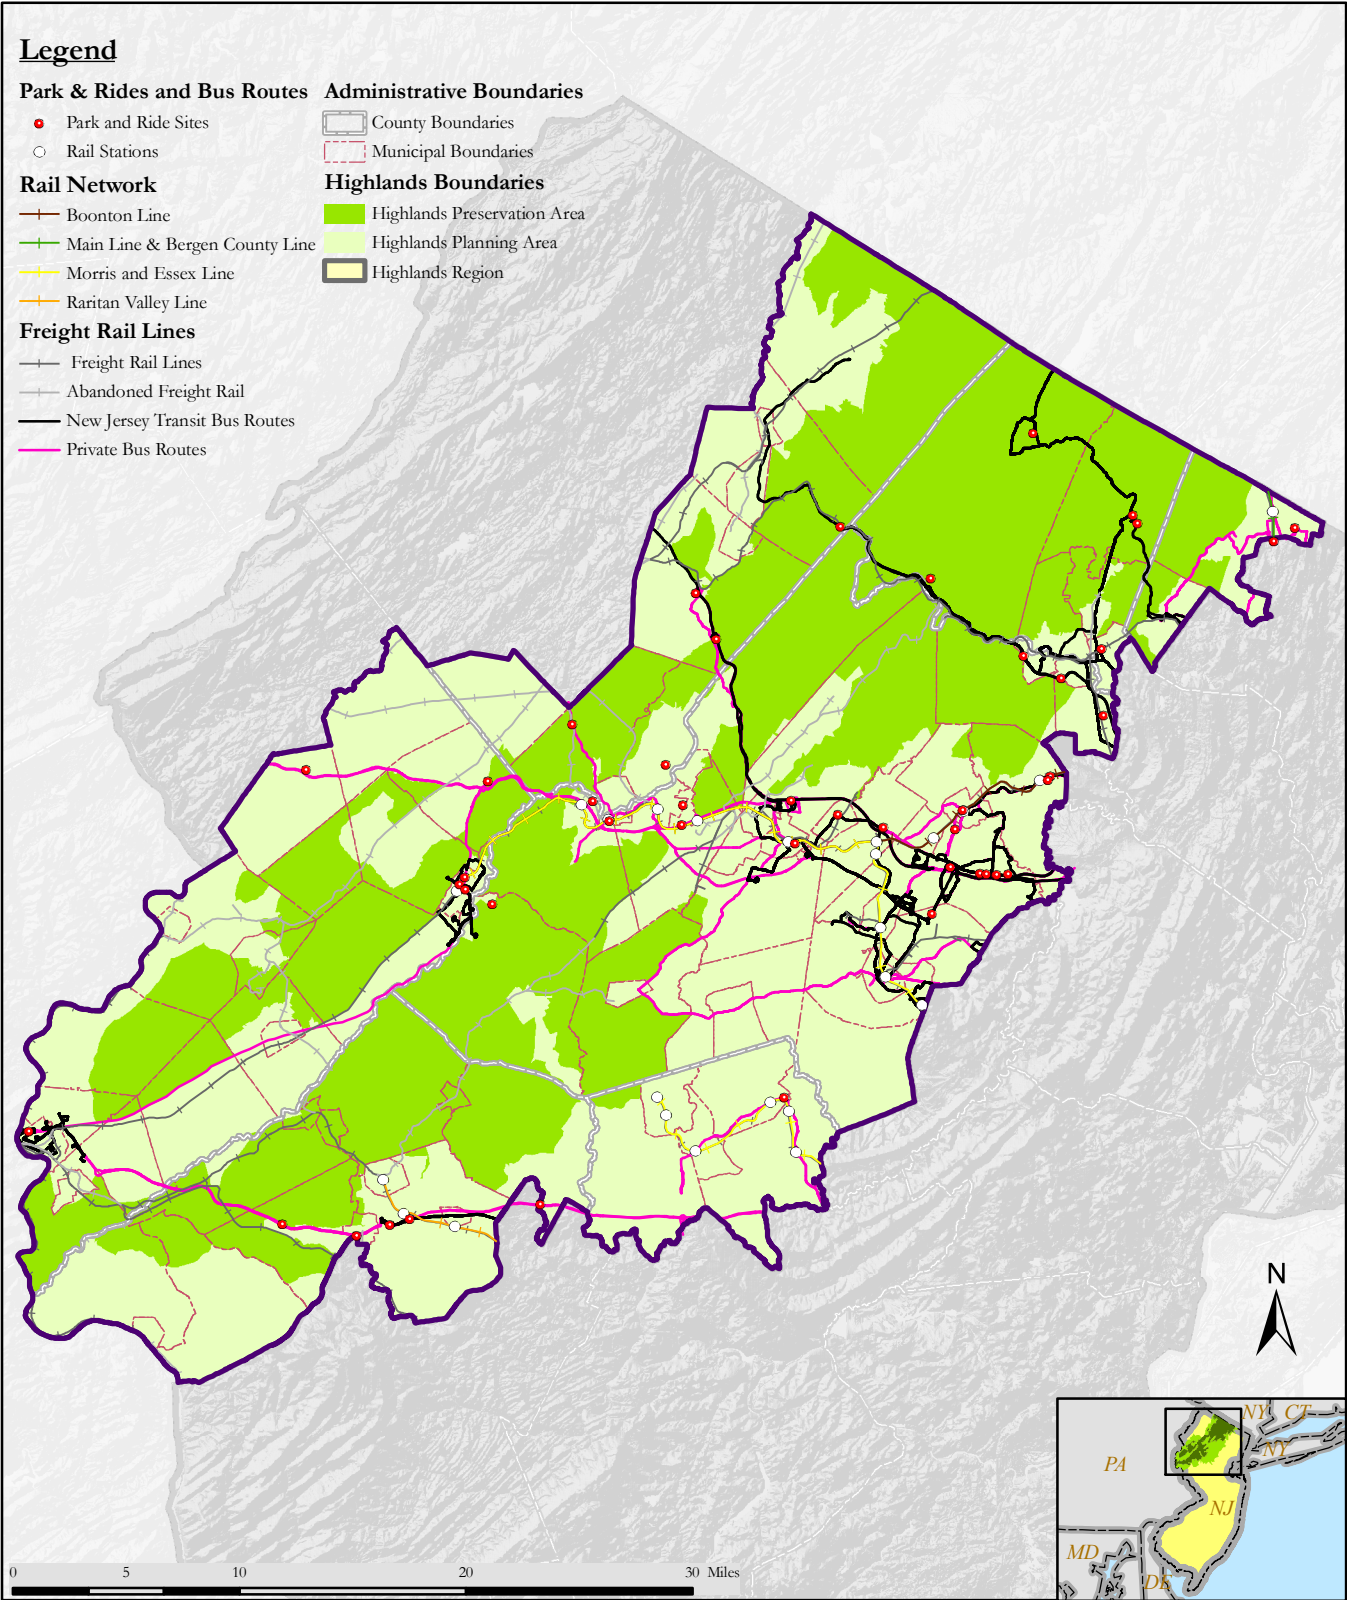 Legend
Park & Rides and Bus Routes
Park and Ride Sites
Rail Stations
Rail Network
Boonton Line
Main Line & Bergen County Line
Morris and Essex Line
Raritan Valley Line
Freight Rail Lines
Freight Rail Lines
Abandoned Freight Rail
New Jersey Transit Bus Routes
Private Bus Routes
Administrative Boundaries
County Boundaries
Municipal Boundaries
Highlands Boundaries
Highlands Preservation Area
Highlands Planning Area
Highlands Region
N
NY CT
NY
PA
NJ
MD
DE
0 5 10 20 30 Miles